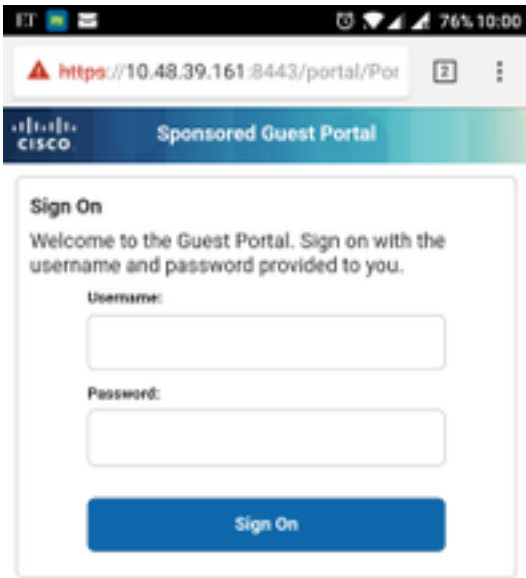 76% 10:00
https://10.48.39.161:8443/portal/Por
2
CISCO
Sponsored Guest Portal
Sign On
Welcome to the Guest Portal. Sign on with the
username and password provided to you.
Username:
Password:
Sign On